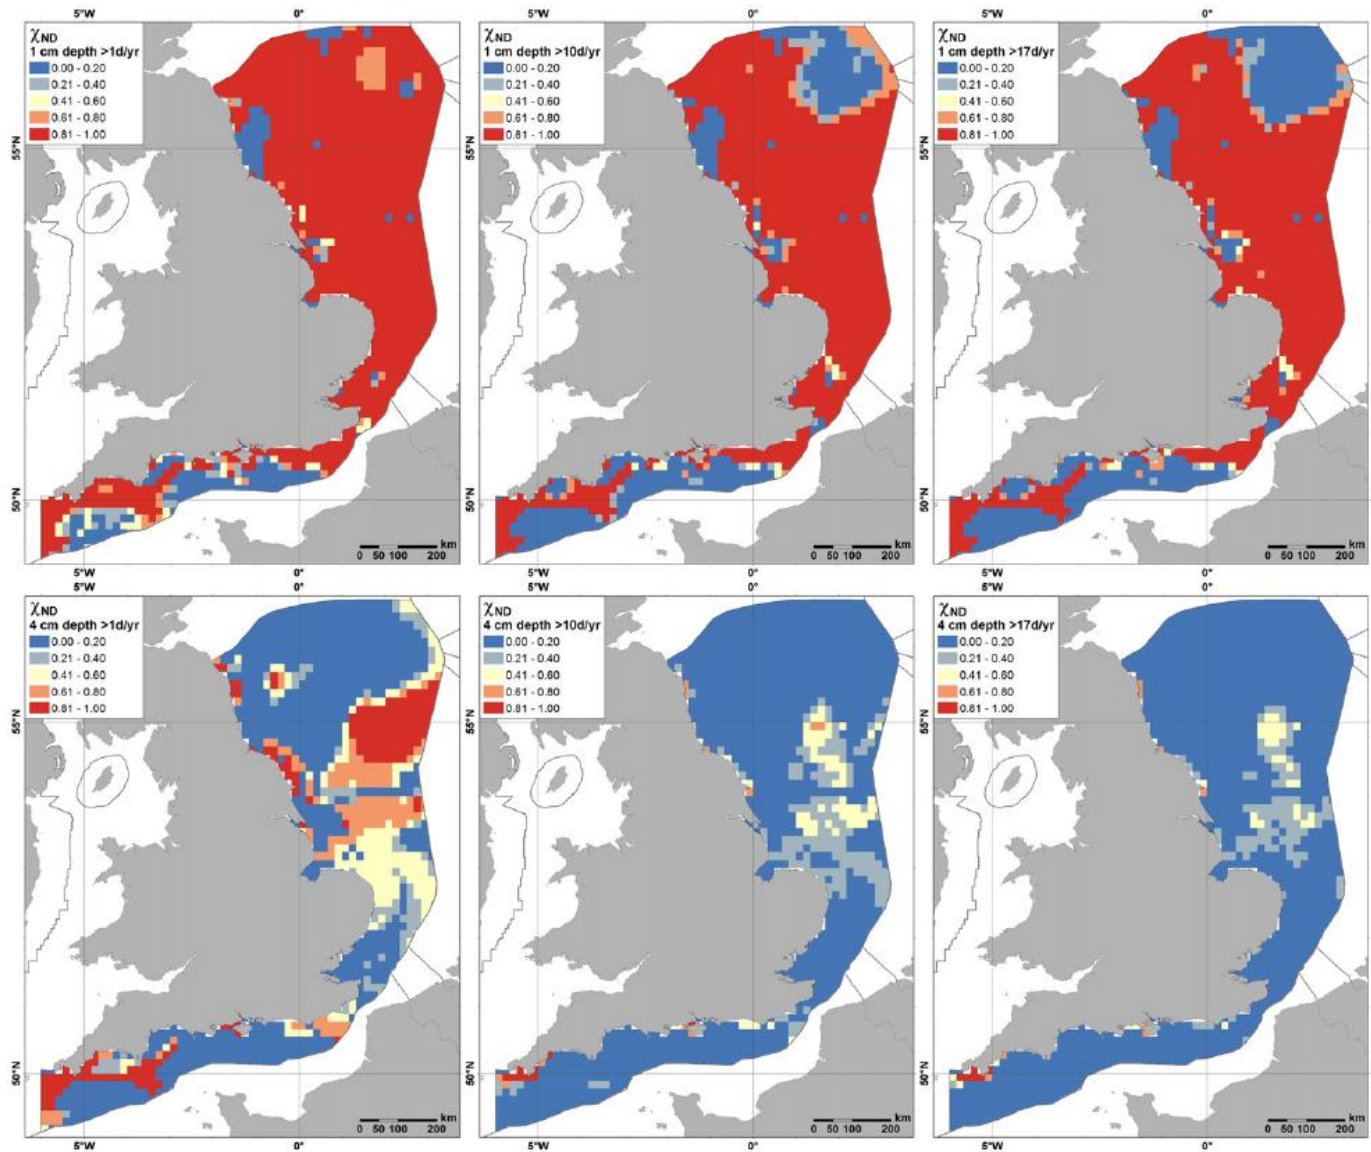 5°W 0°
χND
1 cm depth >1d/yr
0.00 - 0.20
0.21 - 0.40
0.41 - 0.60
0.61 - 0.80
0.81 - 1.00
55°N
50°N
km
0 50 100 200
5°W 0°
5°W 0°
χND
1 cm depth >10d/yr
0.00 - 0.20
0.21 - 0.40
0.41 - 0.60
0.61 - 0.80
0.81 - 1.00
55°N
50°N
km
0 50 100 200
5°W 0°
5°W 0°
χND
1 cm depth >17d/yr
0.00 - 0.20
0.21 - 0.40
0.41 - 0.60
0.61 - 0.80
0.81 - 1.00
55°N
50°N
km
0 50 100 200
5°W 0°
5°W 0°
χND
4 cm depth >1d/yr
0.00 - 0.20
0.21 - 0.40
0.41 - 0.60
0.61 - 0.80
0.81 - 1.00
55°N
50°N
km
0 50 100 200
5°W 0°
5°W 0°
χND
4 cm depth >10d/yr
0.00 - 0.20
0.21 - 0.40
0.41 - 0.60
0.61 - 0.80
0.81 - 1.00
55°N
50°N
km
0 50 100 200
5°W 0°
5°W 0°
χND
4 cm depth >17d/yr
0.00 - 0.20
0.21 - 0.40
0.41 - 0.60
0.61 - 0.80
0.81 - 1.00
55°N
50°N
km
0 50 100 200
5°W 0°